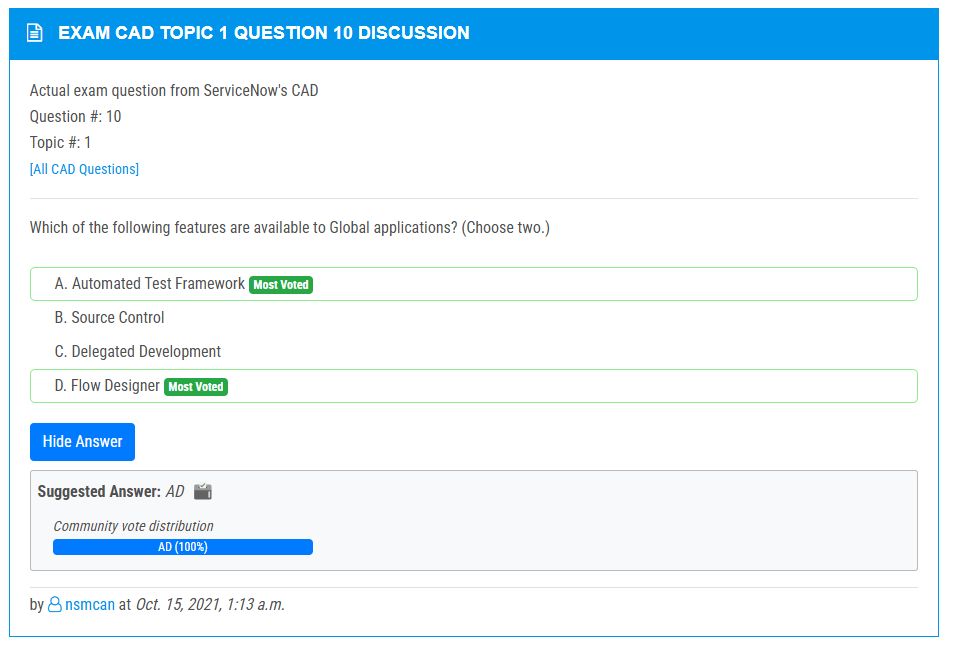 EXAM CAD TOPIC 1 QUESTION 10 DISCUSSION
Actual exam question from ServiceNow's CAD
Question #: 10
Topic #: 1
[All CAD Questions]
Which of the following features are available to Global applications? (Choose two.)
A. Automated Test Framework Most Voted
B. Source Control
C. Delegated Development
D. Flow Designer Most Voted
Hide Answer
Suggested Answer: AD
Community vote distribution
AD (100%)
by nsmcan at Oct. 15, 2021, 1:13 a.m.